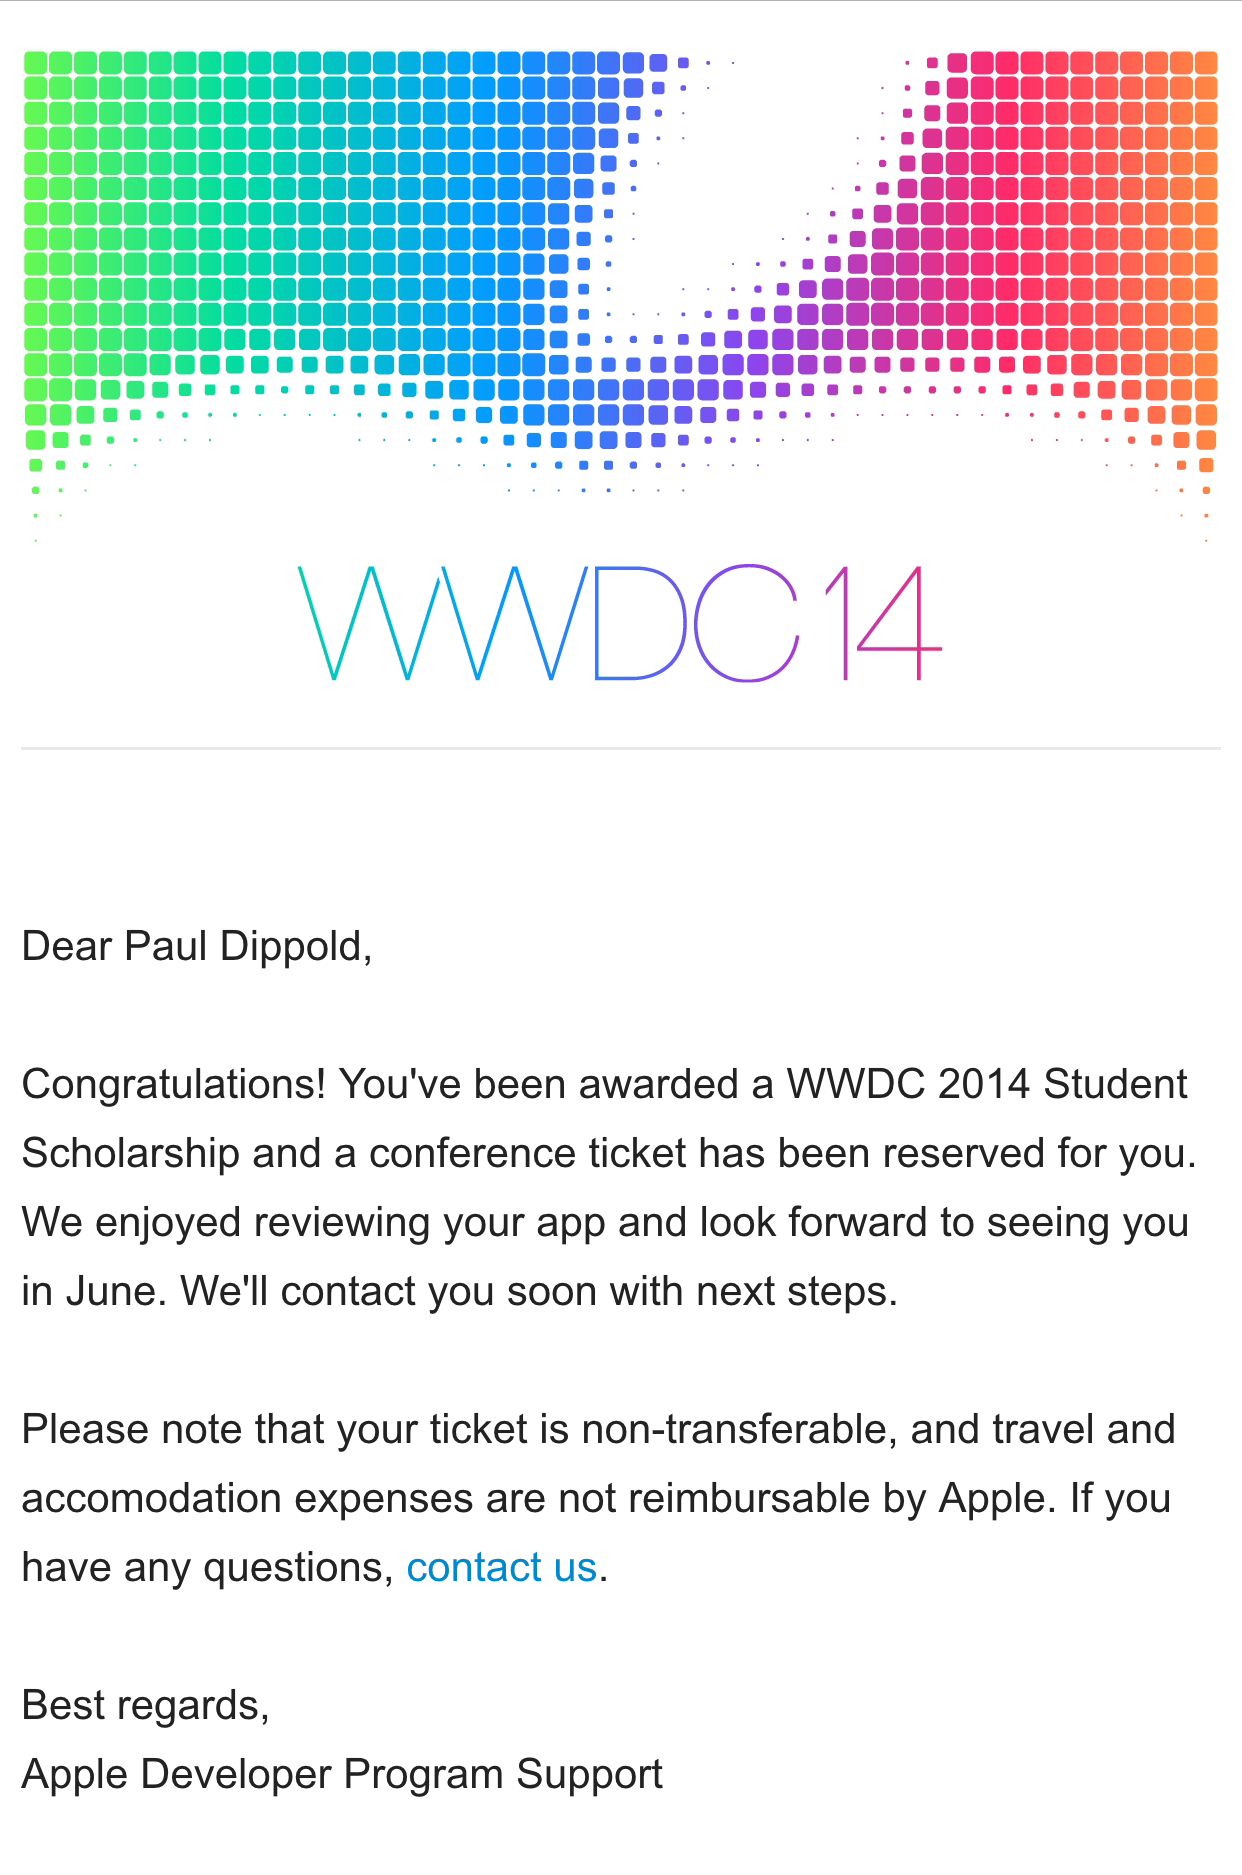 WWDC14
Dear Paul Dippold,
Congratulations! You've been awarded a WWDC 2014 Student
Scholarship and a conference ticket has been reserved for you.
We enjoyed reviewing your app and look forward to seeing you
in June. We'll contact you soon with next steps.
Please note that your ticket is non-transferable, and travel and
accomodation expenses are not reimbursable by Apple. If you
have any questions, contact us.
Best regards,
Apple Developer Program Support